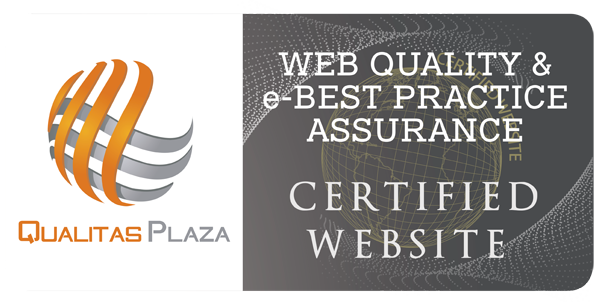 QUALITAS PLAZA
WEB QUALITY &
e-BEST PRACTICE
ASSURANCE
CERTIFIED
WEBSITE